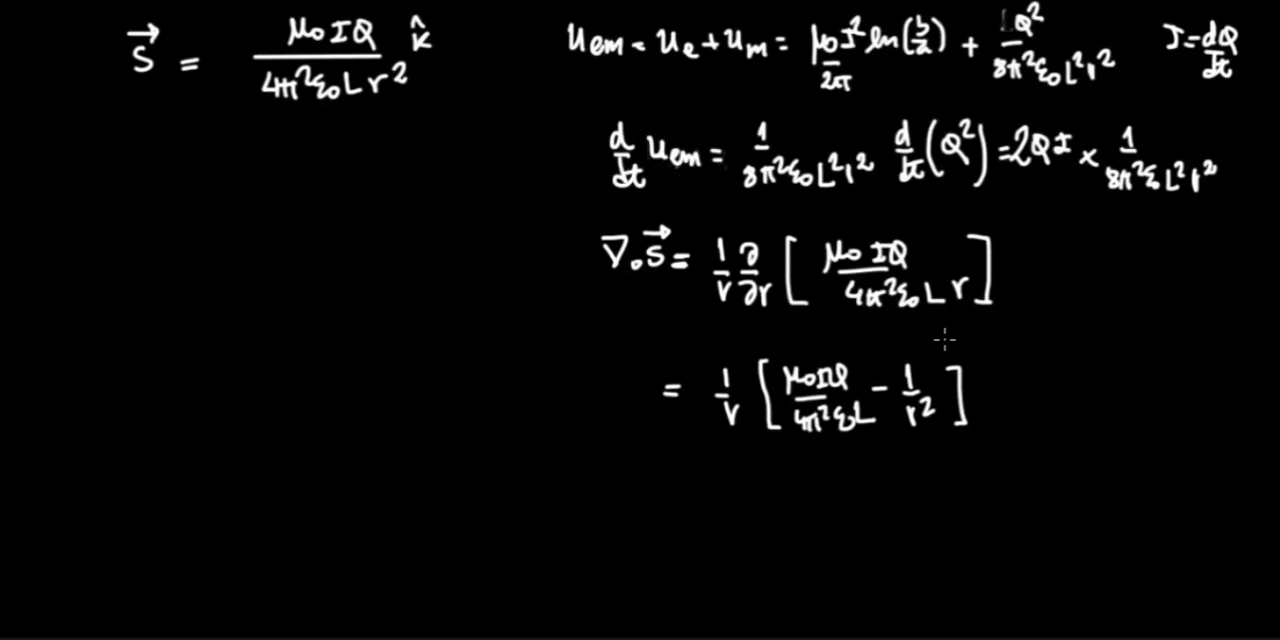 S⃗ = μ₀IQ / 4π²ε₀Lr² k̂
u_em = u_e + u_m = μ₀I²/2π ln(b/a) + 1Q²/8π²ε₀L²r² I = dQ/dt
d/dt u_em = 1/8π²ε₀L²r² d/dt (Q²) = 2QI × 1/8π²ε₀L²r²
∇.S⃗ = 1/r ∂/∂r [μ₀IQ / 4π²ε₀Lr]
= 1/r [μ₀IQ/4π²ε₀L - 1/r²]